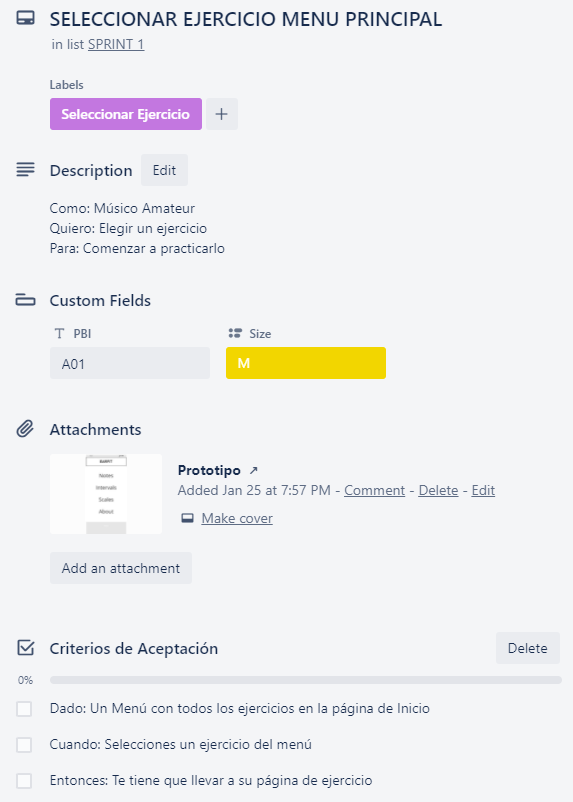 SELECCIONAR EJERCICIO MENU PRINCIPAL
in list SPRINT 1
Labels
Seleccionar Ejercicio +
Description Edit
Como: Músico Amateur
Quiero: Elegir un ejercicio
Para: Comenzar a practicarlo
Custom Fields
PBI Size
A01 M
Attachments
Notes
Intervals
Scales
About
Prototipo ↗
Added Jan 25 at 7:57 PM - Comment - Delete - Edit
Make cover
Add an attachment
Criterios de Aceptación Delete
0%
Dado: Un Menú con todos los ejercicios en la página de Inicio
Cuando: Selecciones un ejercicio del menú
Entonces: Te tiene que llevar a su página de ejercicio